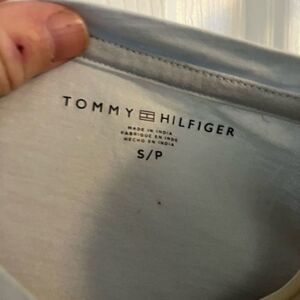 TOMMY HILFIGER
MADE IN INDIA
FABRIQUÉ EN INDE
HECHO EN INDIA
S/P